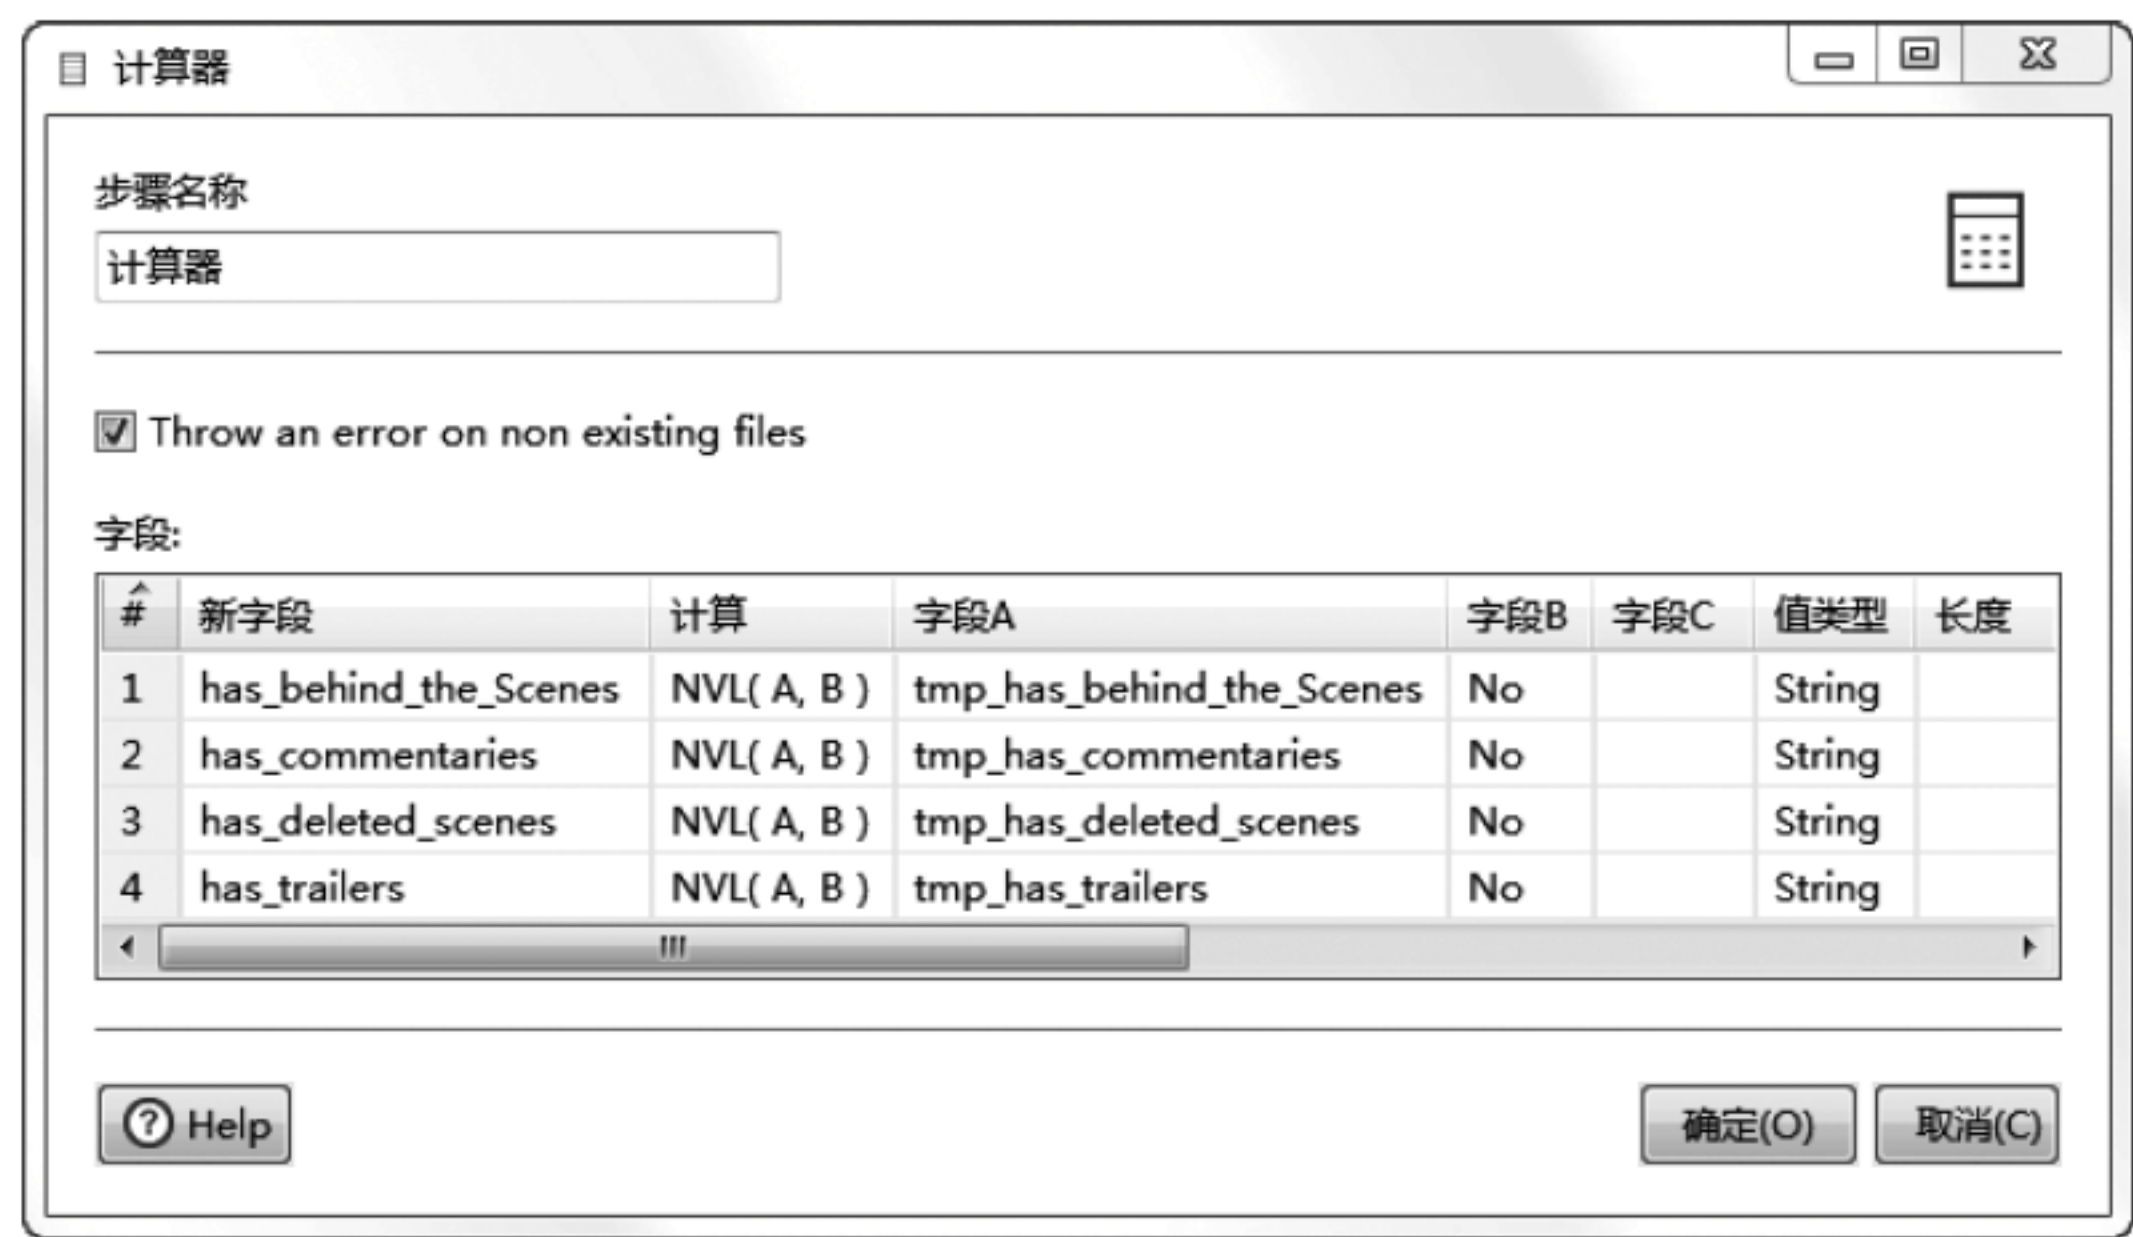 计算器
步骤名称
计算器
Throw an error on non existing files
字段:
# 新字段 计算 字段A 字段B 字段C 值类型 长度
1 has_behind_the_Scenes NVL( A, B ) tmp_has_behind_the_Scenes No String
2 has_commentaries NVL( A, B ) tmp_has_commentaries No String
3 has_deleted_scenes NVL( A, B ) tmp_has_deleted_scenes No String
4 has_trailers NVL( A, B ) tmp_has_trailers No String
Help 确定(O) 取消(C)